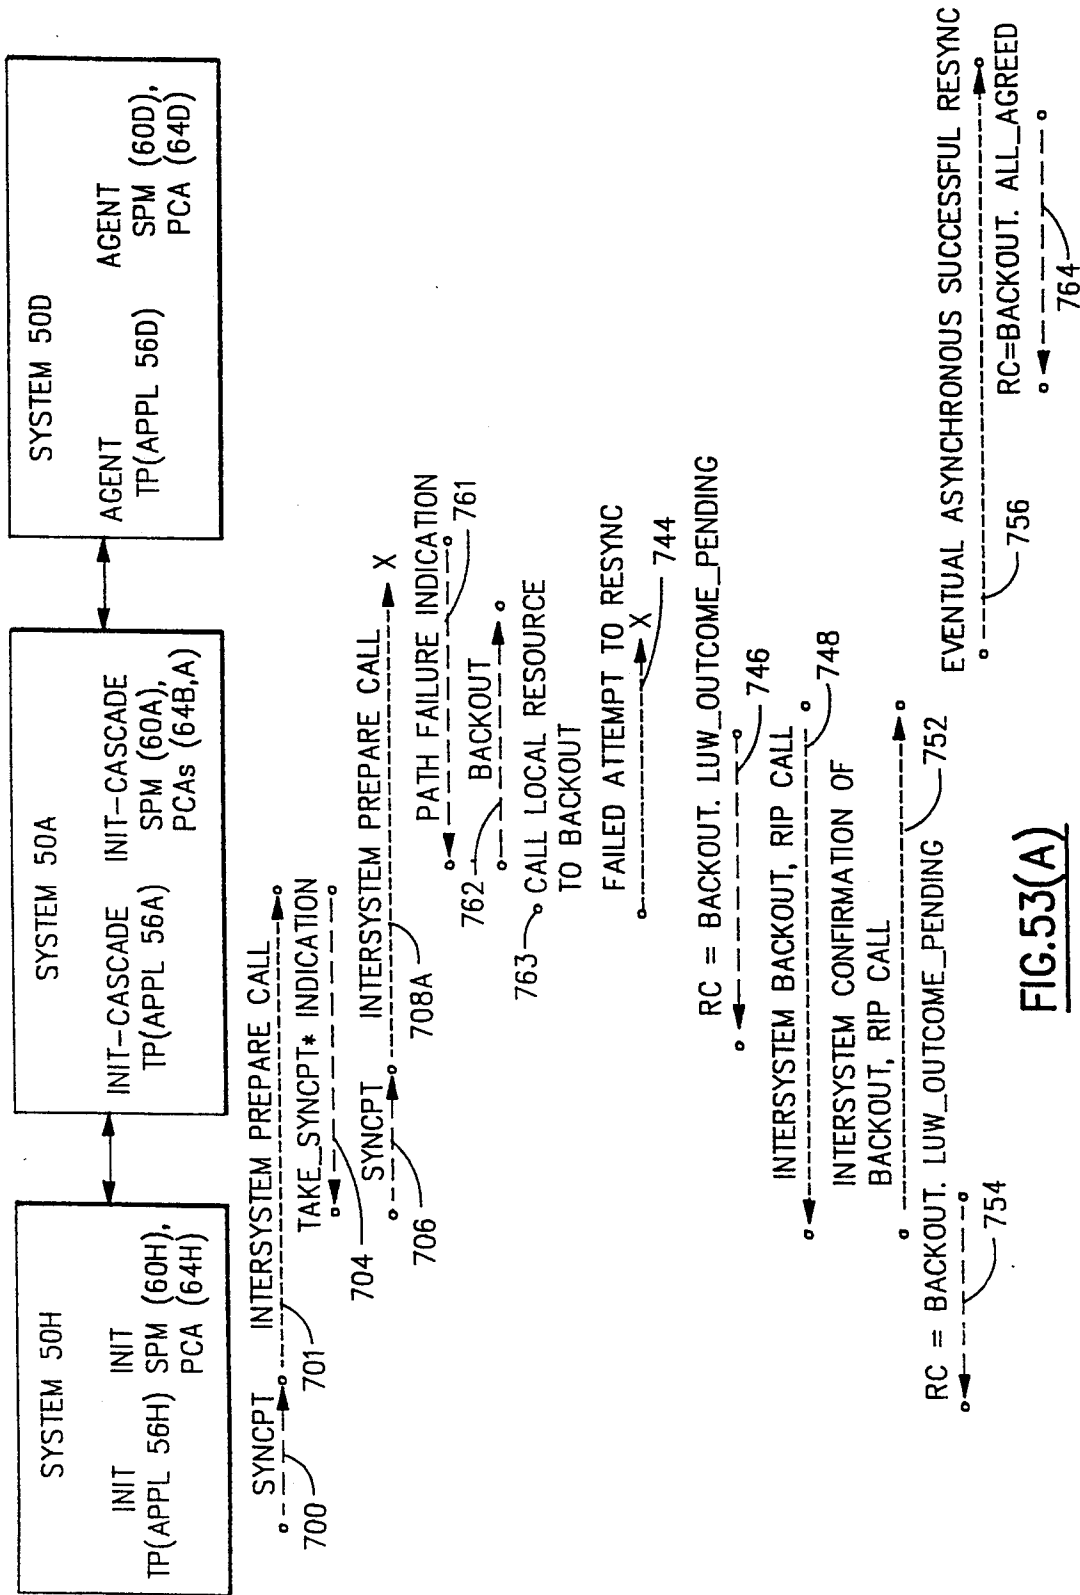 SYSTEM 50H
INIT INIT
TP(APPL 56H) SPM (60H),
PCA (64H)
SYSTEM 50A
INIT-CASCADE INIT-CASCADE
TP(APPL 56A) SPM (60A),
PCAs (64B,A)
SYSTEM 50D
AGENT AGENT
TP(APPL 56D) SPM (60D),
PCA (64D)
SYNCPT
700
INTERSYSTEM PREPARE CALL
701
TAKE_SYNCPT* INDICATION
704
SYNCPT
706
INTERSYSTEM PREPARE CALL
X
708A
PATH FAILURE INDICATION
761
BACKOUT
762
763 CALL LOCAL RESOURCE
TO BACKOUT
FAILED ATTEMPT TO RESYNC
X
744
RC = BACKOUT. LUW_OUTCOME_PENDING
746
INTERSYSTEM BACKOUT, RIP CALL
748
INTERSYSTEM CONFIRMATION OF
BACKOUT, RIP CALL
752
RC = BACKOUT. LUW_OUTCOME_PENDING
754
EVENTUAL ASYNCHRONOUS SUCCESSFUL RESYNC
756
RC=BACKOUT. ALL_AGREED
764
FIG.53(A)